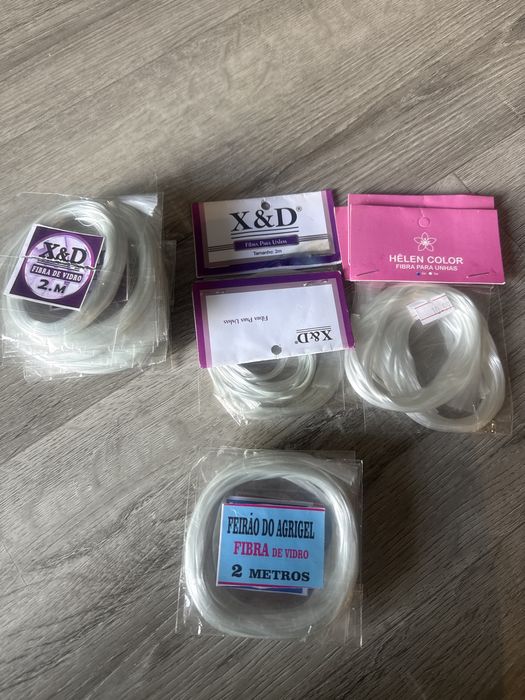 X&D
FIBRA DE VIDRO
2.M
X&D®
Fibra Para Unhas
Tamanho: 2m
Fibra Para Unhas
X&D®
HÉLEN COLOR
FIBRA PARA UNHAS
FEIRÃO DO AGRIGEL
FIBRA DE VIDRO
2 METROS